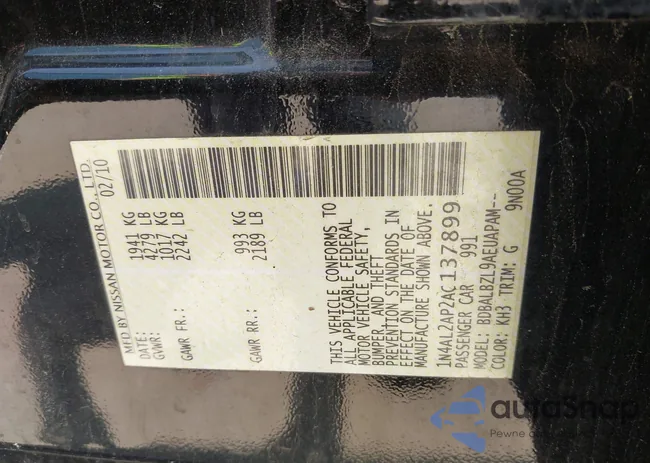 MFD BY NISSAN MOTOR CO., LTD.
DATE: 02/10
GVWR: 1941 KG
4279 LB
GAWR FR.: 1017 KG
2242 LB
GAWR RR.: 993 KG
2189 LB
THIS VEHICLE CONFORMS TO
ALL APPLICABLE FEDERAL
MOTOR VEHICLE SAFETY,
BUMPER, AND THEFT
PREVENTION STANDARDS IN
EFFECT ON THE DATE OF
MANUFACTURE SHOWN ABOVE.
1N4AL2AP2AC137899
PASSENGER CAR 991
MODEL: BDBALBZL9AEUAPAM--
COLOR: KH3 TRIM: G 9N00A
autoSnap
Pewne